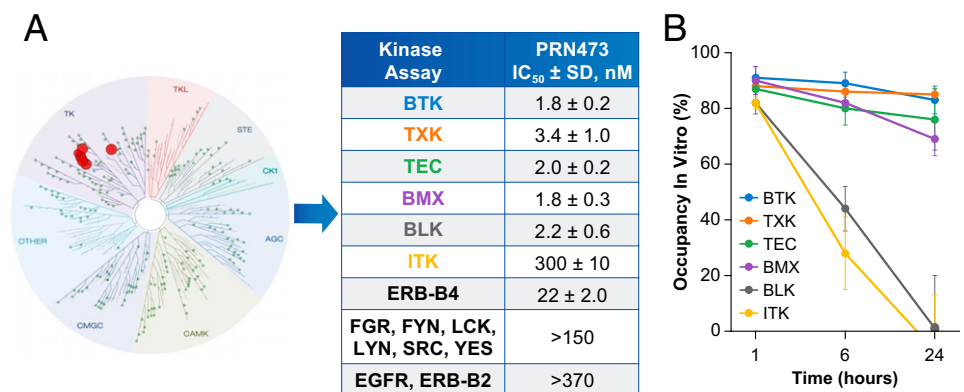 A
TKL
TK
STE
CK1
OTHER
AGC
CMGC
CAMK
Kinase Assay PRN473 IC50 ± SD, nM
BTK 1.8 ± 0.2
TXK 3.4 ± 1.0
TEC 2.0 ± 0.2
BMX 1.8 ± 0.3
BLK 2.2 ± 0.6
ITK 300 ± 10
ERB-B4 22 ± 2.0
FGR, FYN, LCK,
LYN, SRC, YES >150
EGFR, ERB-B2 >370
B
Occupancy In Vitro (%)
100
80
60
40
20
0
BTK
TXK
TEC
BMX
BLK
ITK
1 6 24
Time (hours)